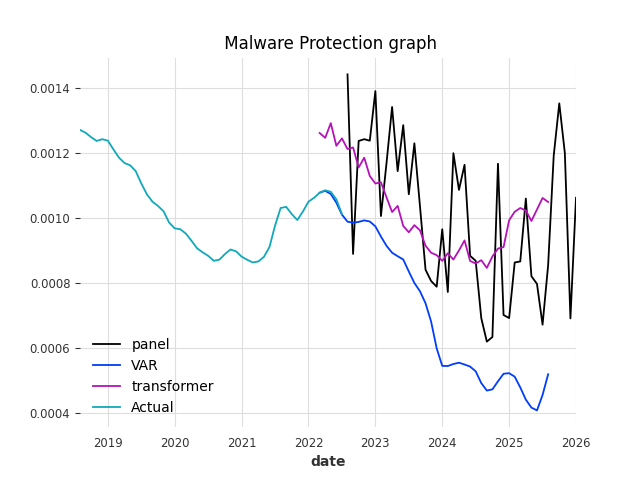 Malware Protection graph
0.0014
0.0012
0.0010
0.0008
0.0006
0.0004
panel
VAR
transformer
Actual
2019 2020 2021 2022 2023 2024 2025 2026
date